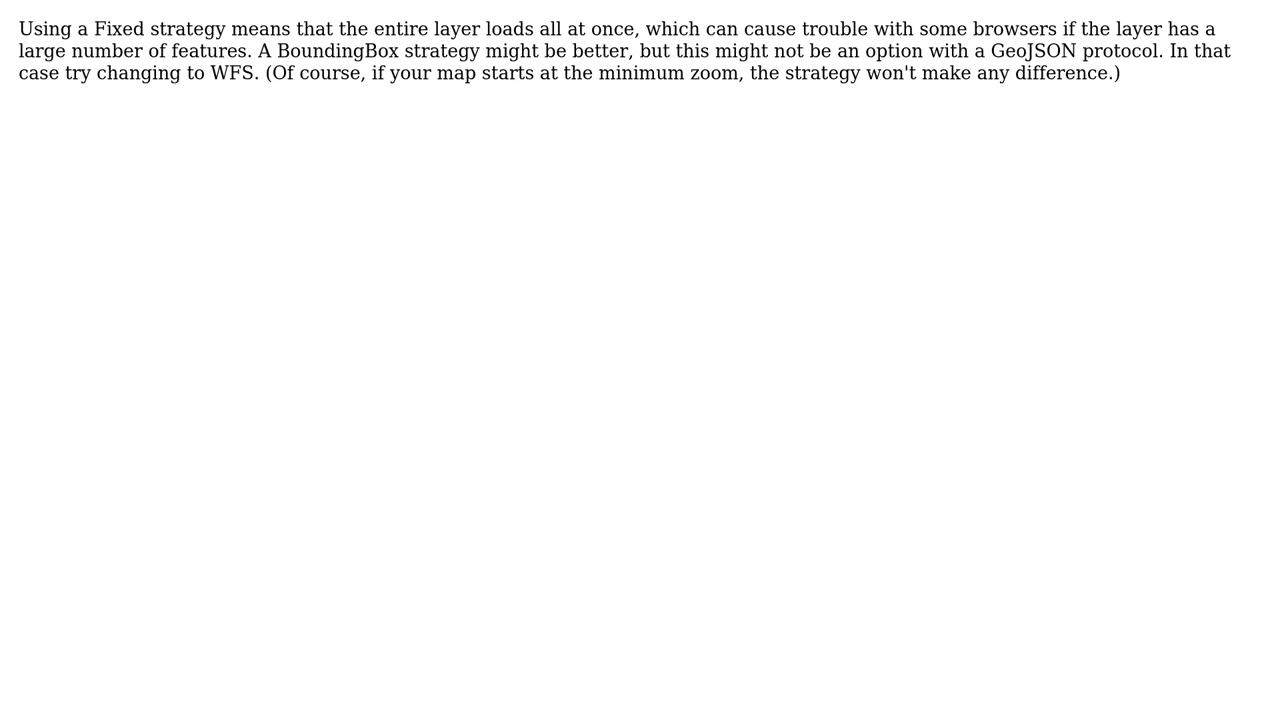 Using a Fixed strategy means that the entire layer loads all at once, which can cause trouble with some browsers if the layer has a
large number of features. A BoundingBox strategy might be better, but this might not be an option with a GeoJSON protocol. In that
case try changing to WFS. (Of course, if your map starts at the minimum zoom, the strategy won't make any difference.)